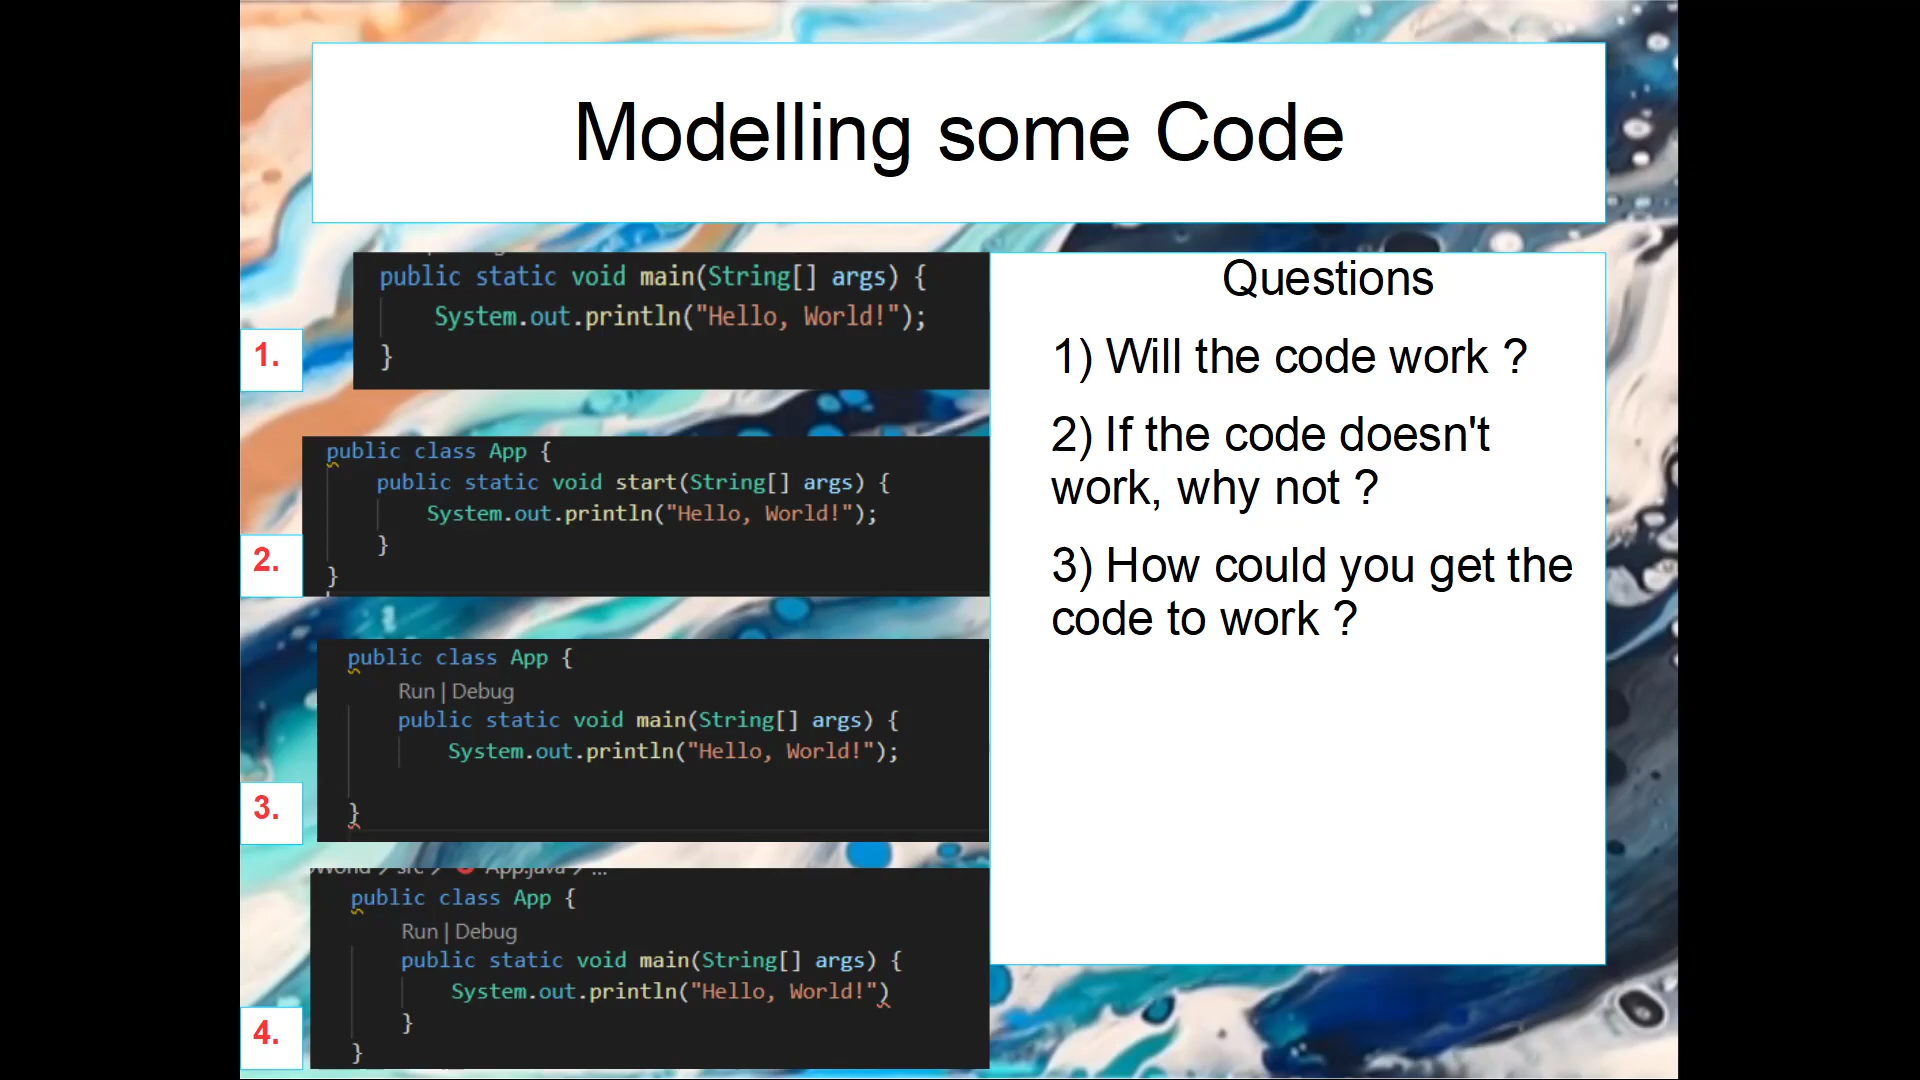 Modelling some Code
1.
public static void main(String[] args) {
System.out.println("Hello, World!");
}
2.
public class App {
public static void start(String[] args) {
System.out.println("Hello, World!");
}
}
3.
public class App {
Run | Debug
public static void main(String[] args) {
System.out.println("Hello, World!");
}
4.
App.java
public class App {
Run | Debug
public static void main(String[] args) {
System.out.println("Hello, World!")
}
}
Questions
1) Will the code work ?
2) If the code doesn't
work, why not ?
3) How could you get the
code to work ?